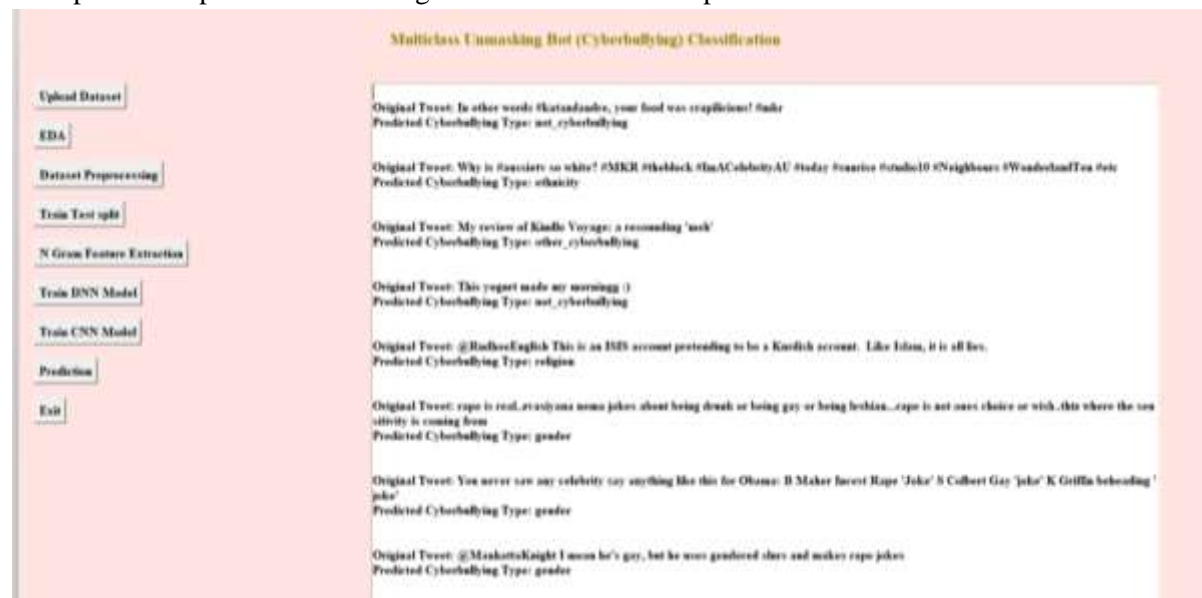 Multiclass Unmasking Bot (Cyberbullying) Classification
Upload Dataset
EDA
Dataset Preprocessing
Train Test split
N Gram Feature Extraction
Train DNN Model
Train CNN Model
Prediction
Exit
Original Tweet: In other words #katandandre, your food was crapilicious! #mkr
Predicted Cyberbullying Type: not_cyberbullying
Original Tweet: Why is #aussietv so white? #MKR #theblock #ImACelebrityAU #today #sunrise #studio10 #Neighbours #WonderlandTen #etc
Predicted Cyberbullying Type: ethnicity
Original Tweet: My review of Kindle Voyage: a resounding 'meh'
Predicted Cyberbullying Type: other_cyberbullying
Original Tweet: This yogurt made my morningg :)
Predicted Cyberbullying Type: not_cyberbullying
Original Tweet: @RudhoeEnglish This is an ISIS account pretending to be a Kurdish account. Like Islam, it is all lies.
Predicted Cyberbullying Type: religion
Original Tweet: rape is real..zvasiyana nema jokes about being drunk or being gay or being lesbian...rape is not ones choice or wish..thts where the sen
sitivity is coming from
Predicted Cyberbullying Type: gender
Original Tweet: You never saw any celebrity say anything like this for Obama: B Maher Incest Rape 'Joke' S Colbert Gay 'joke' K Griffin beheading '
joke'
Predicted Cyberbullying Type: gender
Original Tweet: @ManhattaKnight I mean he's gay, but he uses gendered slurs and makes rape jokes
Predicted Cyberbullying Type: gender